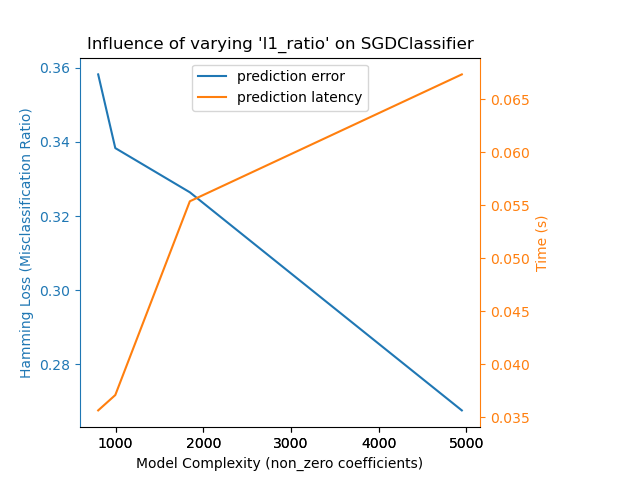 Influence of varying 'l1_ratio' on SGDClassifier
prediction error
prediction latency
Hamming Loss (Misclassification Ratio)
0.36
0.34
0.32
0.30
0.28
0.065
0.060
0.055
0.050
0.045
0.040
0.035
Time (s)
1000 2000 3000 4000 5000
Model Complexity (non_zero coefficients)